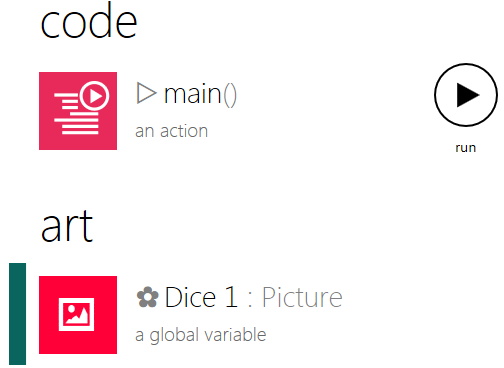 code
main()
an action
run
art
Dice 1 : Picture
a global variable